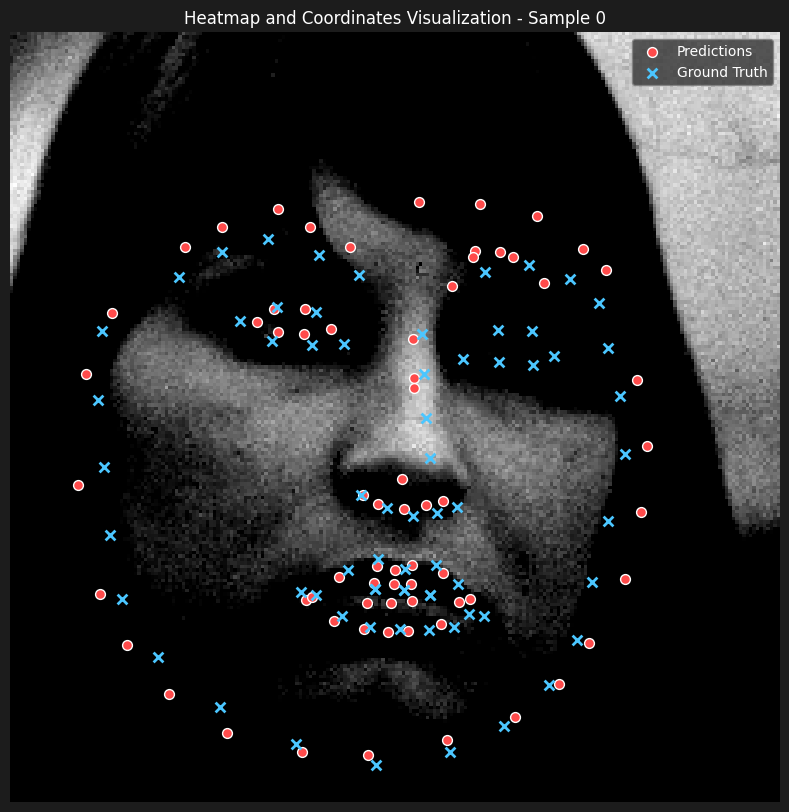 Heatmap and Coordinates Visualization - Sample 0
Predictions
Ground Truth